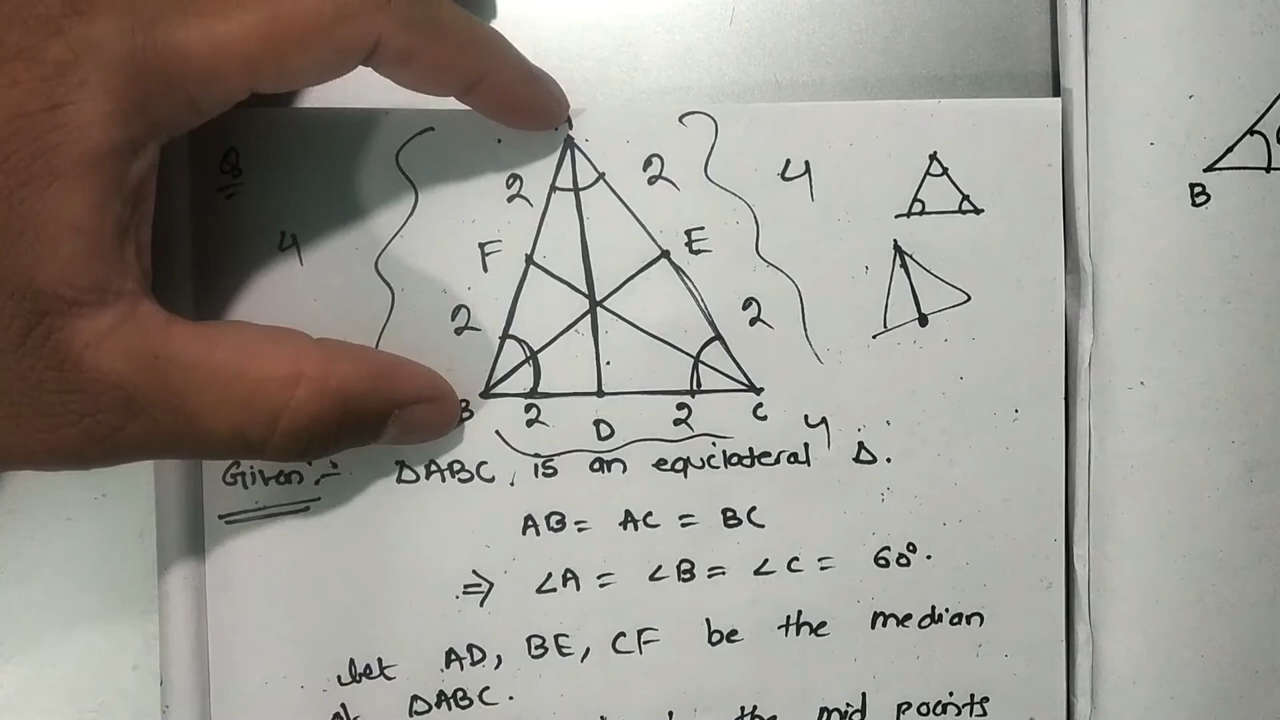 Q
4
2
2
4
F
E
2
2
B
2
D
2
C
4
B
Given :- ΔABC, is an equilateral Δ.
AB = AC = BC
⇒ ∠A = ∠B = ∠C = 60°.
let AD, BE, CF be the median
ΔABC.
the mid points